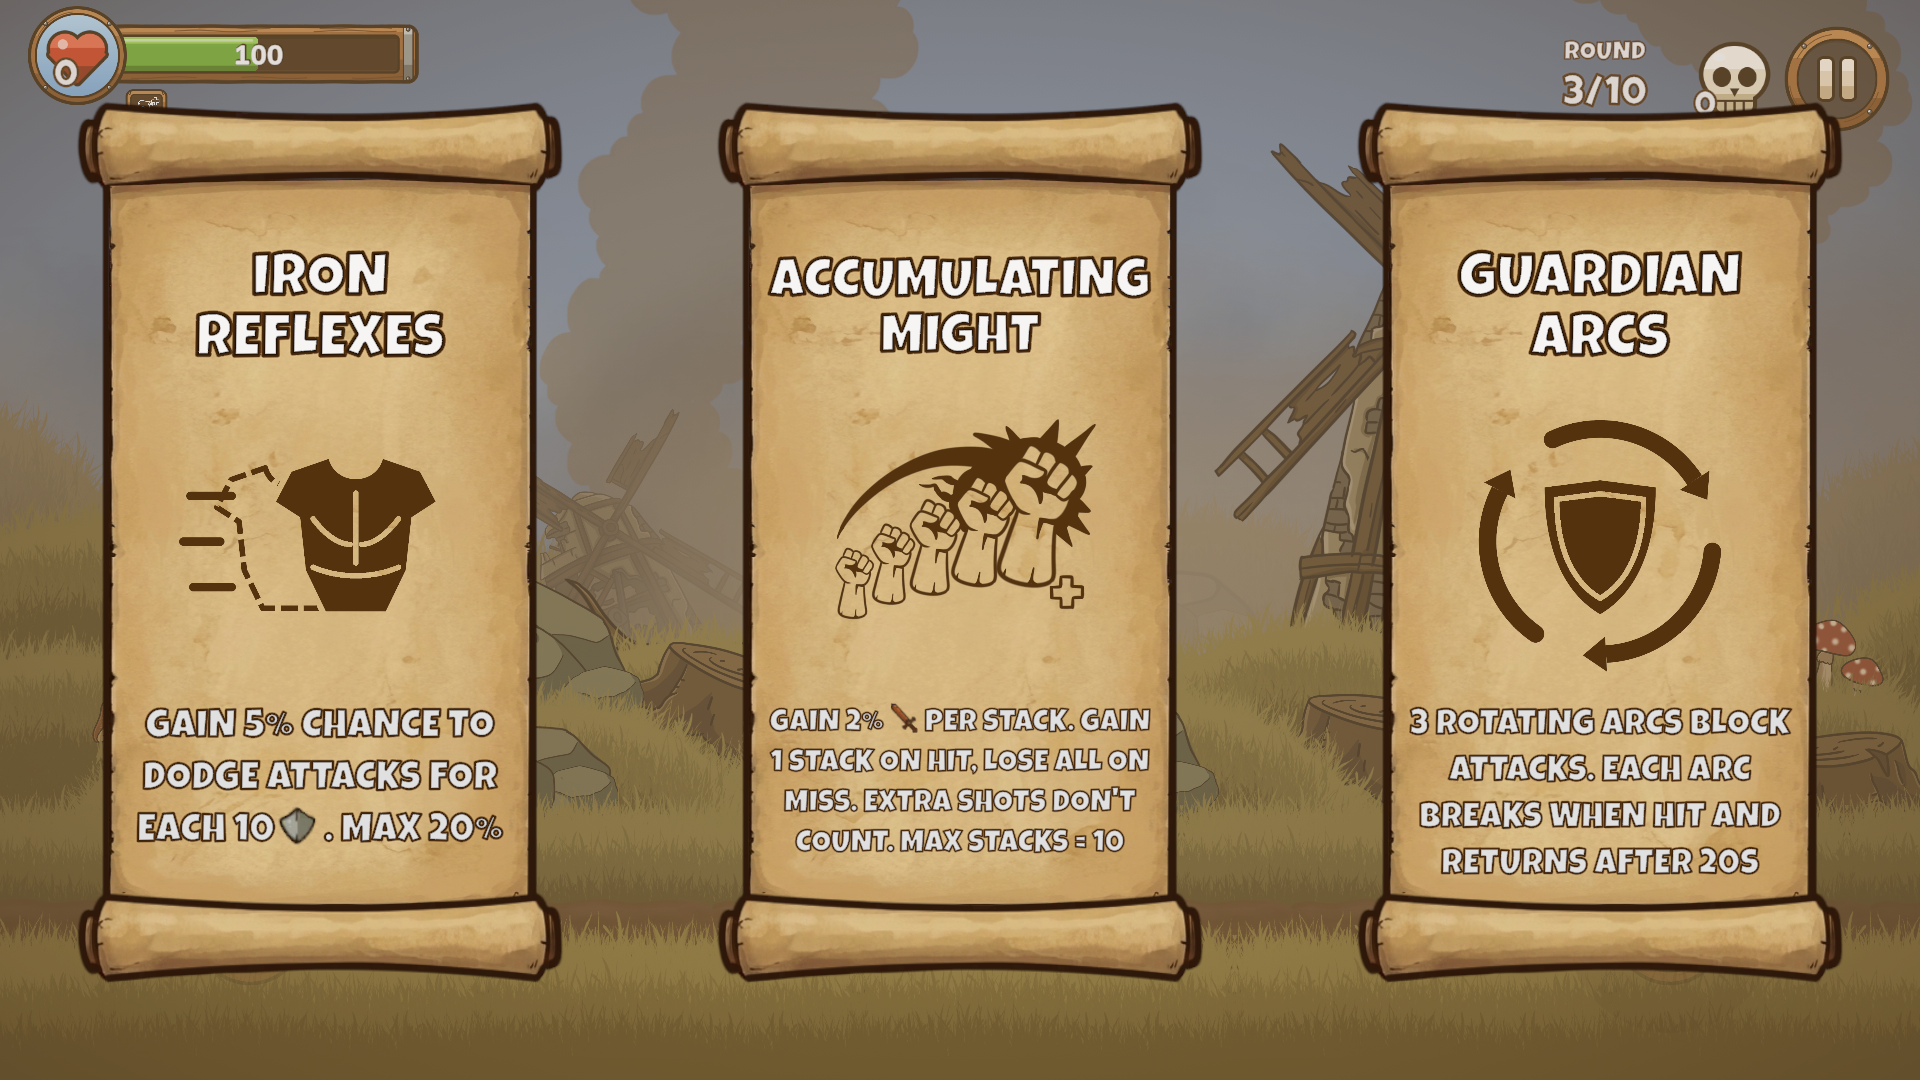 0
100
ROUND
3/10
0
IRON
REFLEXES
GAIN 5% CHANCE TO
DODGE ATTACKS FOR
EACH 10 . MAX 20%
ACCUMULATING
MIGHT
GAIN 2% PER STACK. GAIN
1 STACK ON HIT, LOSE ALL ON
MISS. EXTRA SHOTS DON'T
COUNT. MAX STACKS = 10
GUARDIAN
ARCS
3 ROTATING ARCS BLOCK
ATTACKS. EACH ARC
BREAKS WHEN HIT AND
RETURNS AFTER 20S